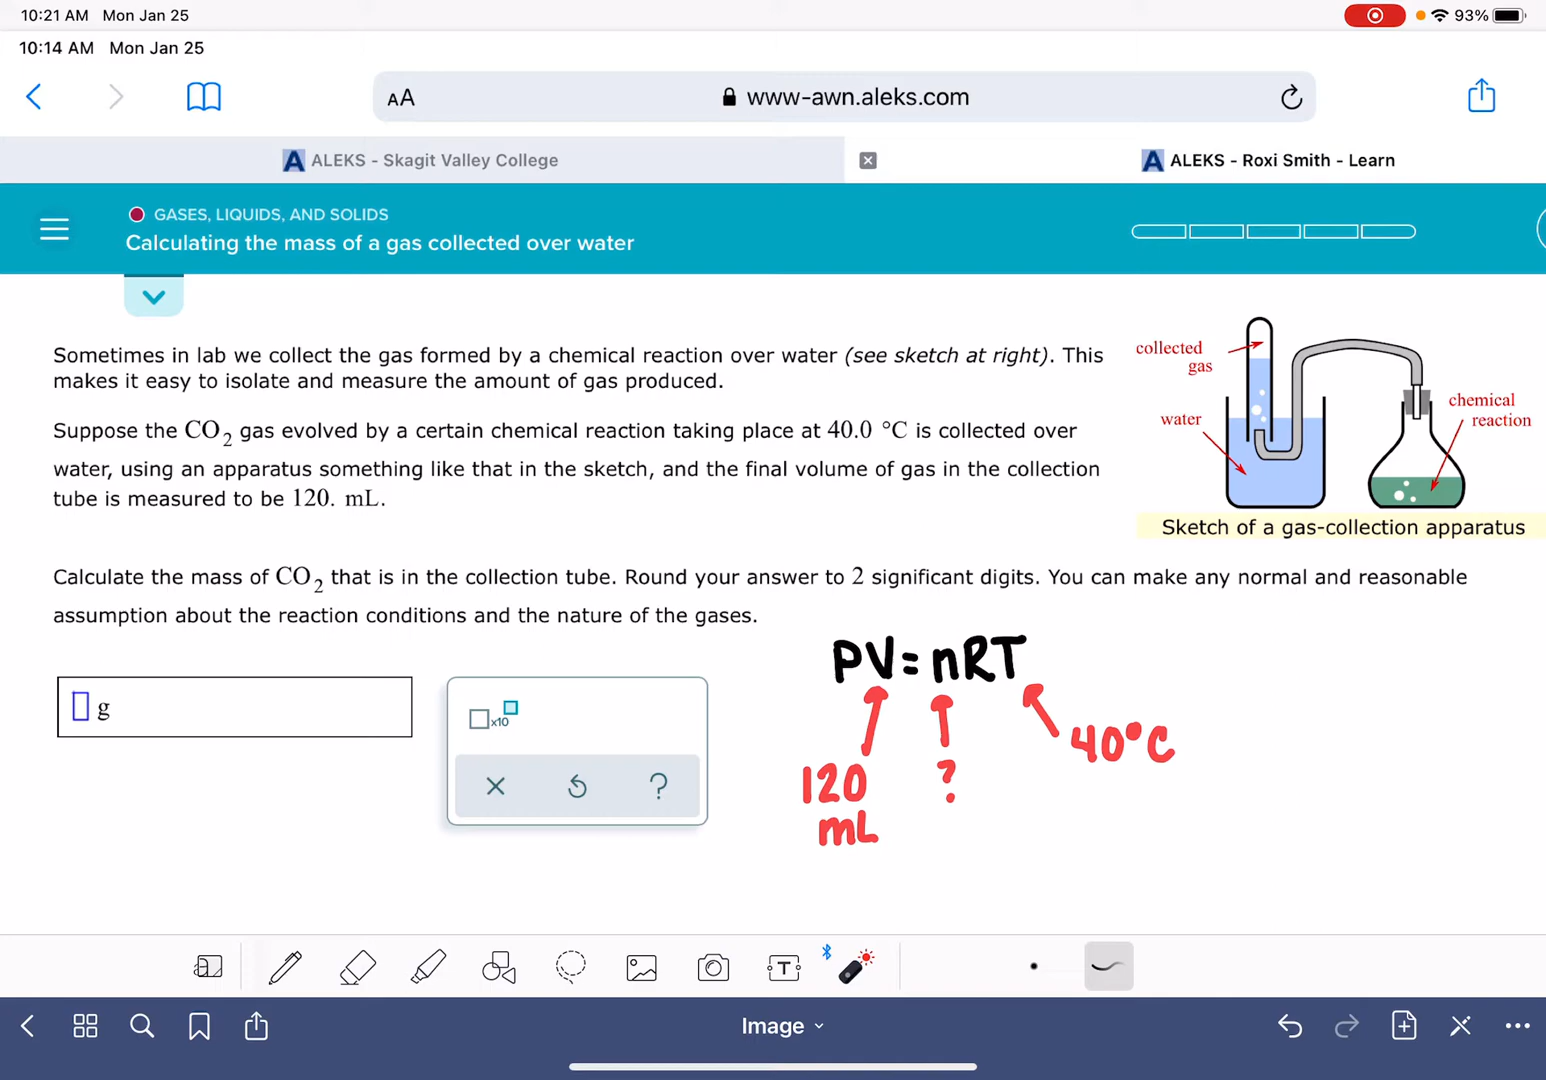 10:21 AM Mon Jan 25
93%
10:14 AM Mon Jan 25
AA
www-awn.aleks.com
A ALEKS - Skagit Valley College
A ALEKS - Roxi Smith - Learn
GASES, LIQUIDS, AND SOLIDS
Calculating the mass of a gas collected over water
Sometimes in lab we collect the gas formed by a chemical reaction over water (see sketch at right). This
makes it easy to isolate and measure the amount of gas produced.
Suppose the CO₂ gas evolved by a certain chemical reaction taking place at 40.0 °C is collected over
water, using an apparatus something like that in the sketch, and the final volume of gas in the collection
tube is measured to be 120. mL.
collected
gas
water
chemical
reaction
Sketch of a gas-collection apparatus
Calculate the mass of CO₂ that is in the collection tube. Round your answer to 2 significant digits. You can make any normal and reasonable
assumption about the reaction conditions and the nature of the gases.
g
x10
?
PV=nRT
120
mL
?
40°C
a
T
Image